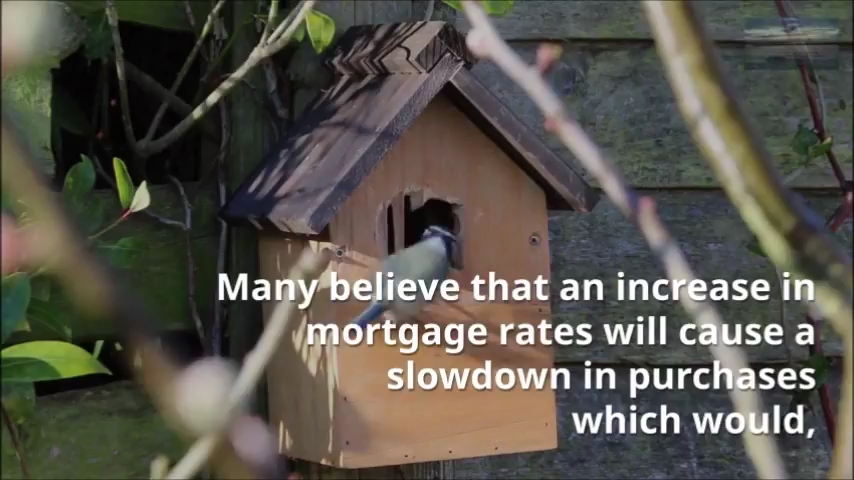 Many believe that an increase in
mortgage rates will cause a
slowdown in purchases
which would,